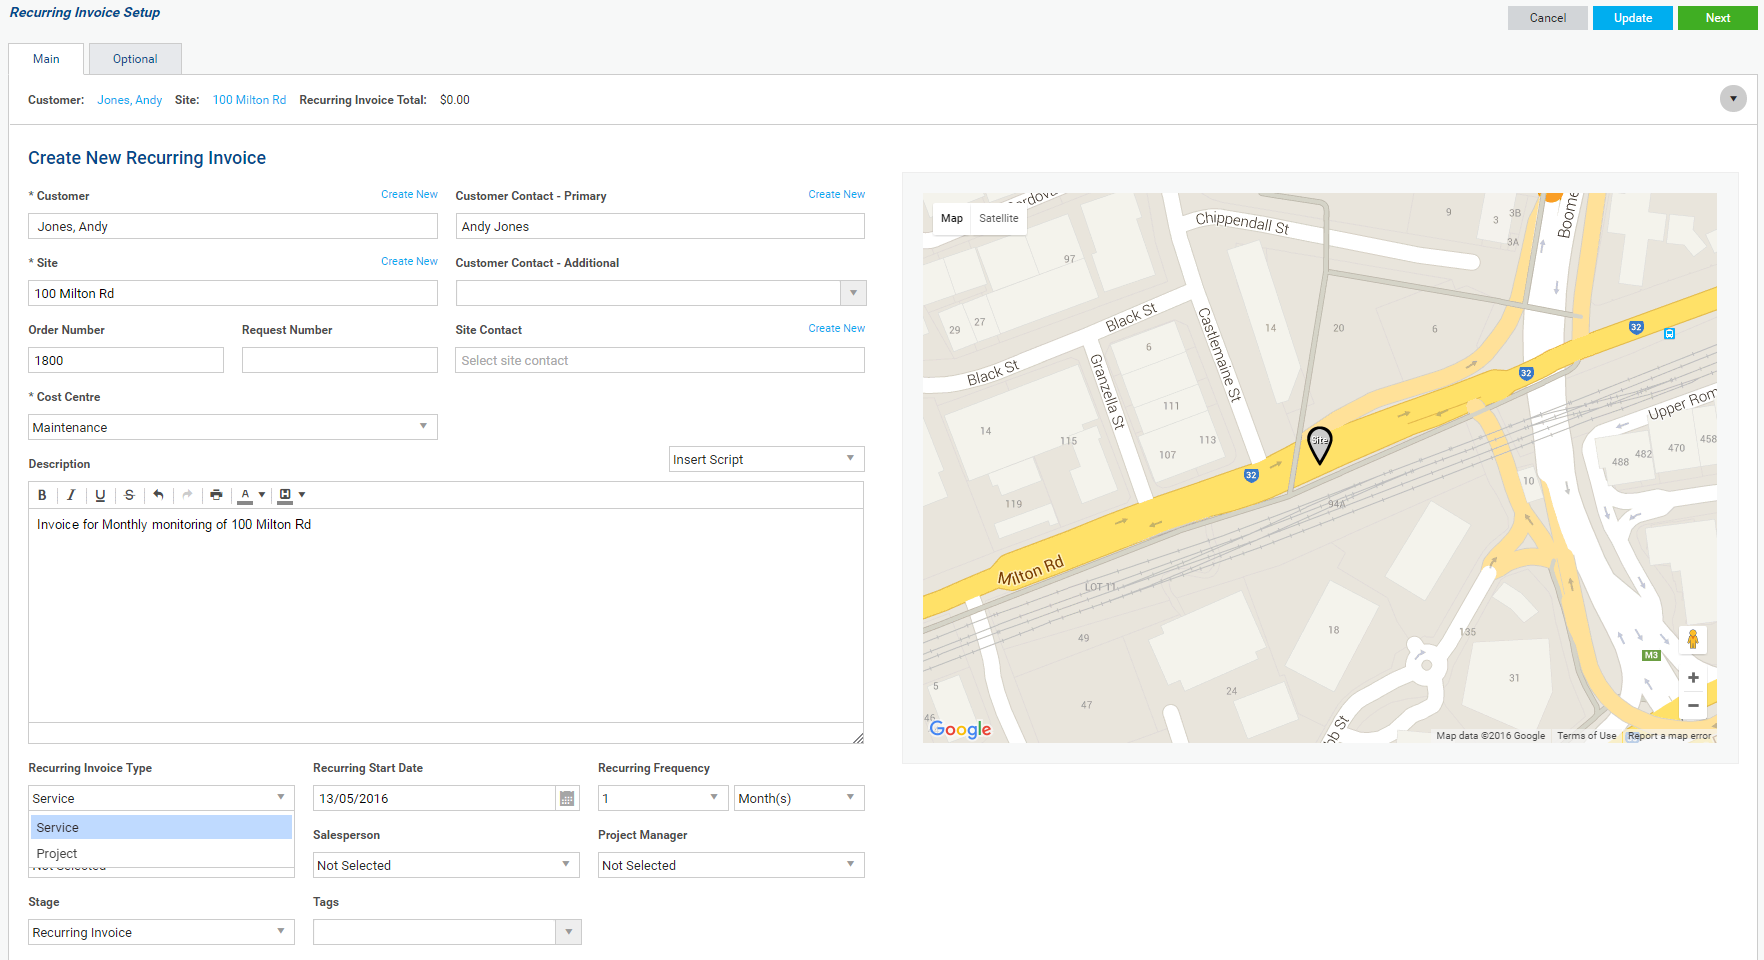 Recurring Invoice Setup
Cancel
Update
Next
Main
Optional
Customer: Jones, Andy Site: 100 Milton Rd Recurring Invoice Total: $0.00
Create New Recurring Invoice
* Customer
Create New
Customer Contact - Primary
Create New
Jones, Andy
Andy Jones
* Site
Create New
Customer Contact - Additional
100 Milton Rd
Order Number
Request Number
Site Contact
Create New
1800
Select site contact
* Cost Centre
Maintenance
Description
Insert Script
B I U S A H
Invoice for Monthly monitoring of 100 Milton Rd
Recurring Invoice Type
Recurring Start Date
Recurring Frequency
Service
13/05/2016
1
Month(s)
Service
Project
Salesperson
Project Manager
Not Selected
Not Selected
Not Selected
Stage
Tags
Recurring Invoice
Map
Satellite
Chippendall St
9
3
3B
3A
Boome
97
29
27
Black St
Castlemaine St
14
20
6
32
6
Black St
Granzella St
32
111
14
115
113
107
Site
Upper Rom
458
470
482
488
32
119
94A
10
Milton Rd
LOT 11
49
18
135
M3
5
24
31
46
47
bb St
Google
Map data ©2016 Google
Terms of Use
Report a map error